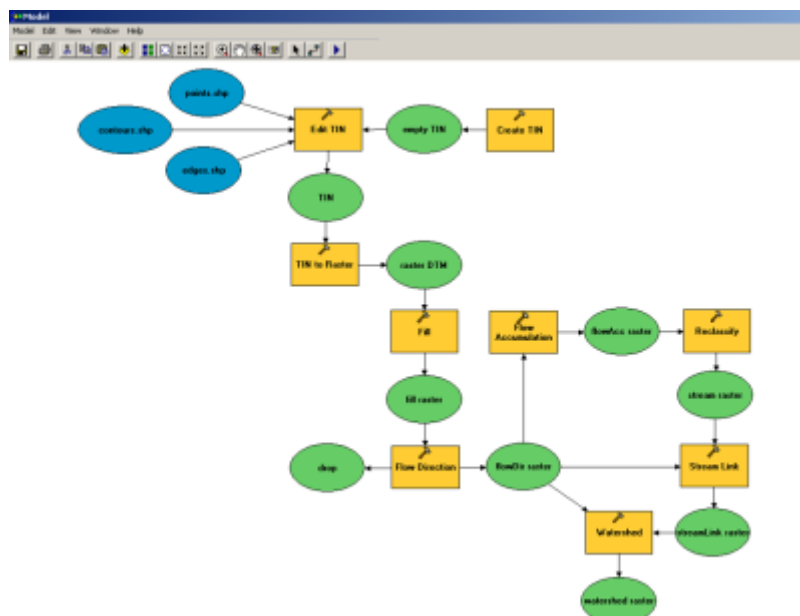 Model
Model Edit View Window Help
points.shp
contours.shp
Edit TIN
empty TIN
Create TIN
edges.shp
TIN
TIN to Raster
raster DTM
Fill
Flow
Accumulation
flowAcc raster
Reclassify
fill raster
stream raster
drop
Flow Direction
flowDir raster
Stream Link
Watershed
streamLink raster
watershed raster